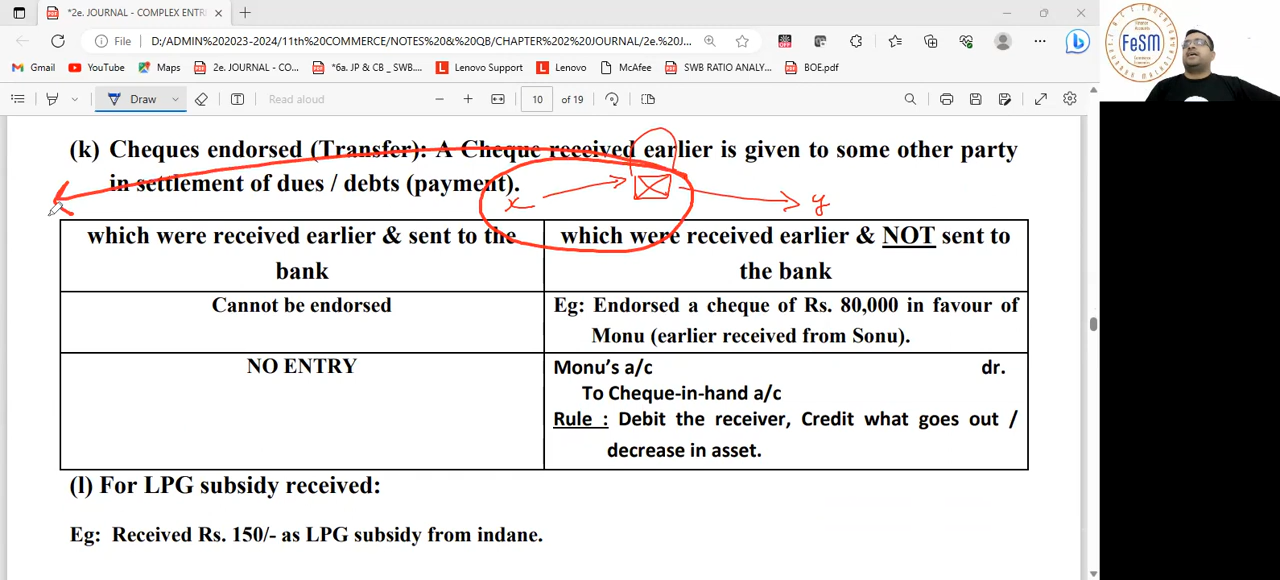 *2e. JOURNAL - COMPLEX ENTR
File
D:/ADMIN%202023-2024/11th%20COMMERCE/NOTES%
%20JOURNAL/2e.%20J...
Gmail
YouTube
Maps
2e. JOURNAL - CO...
*6a. JP & CB _ SWB....
Lenovo Support
Lenovo
McAfee
SWB RATIO ANALY...
BOE.pdf
Draw
Read aloud
10
of 19
FeSM
(k) Cheques endorsed (Transfer): A Cheque received earlier is given to some other party
in settlement of dues / debts (payment).
x
y
which were received earlier & sent to the
bank
which were received earlier & NOT sent to
the bank
Cannot be endorsed
Eg: Endorsed a cheque of Rs. 80,000 in favour of
Monu (earlier received from Sonu).
NO ENTRY
Monu's a/c dr.
To Cheque-in-hand a/c
Rule : Debit the receiver, Credit what goes out /
decrease in asset.
(l) For LPG subsidy received:
Eg: Received Rs. 150/- as LPG subsidy from indane.